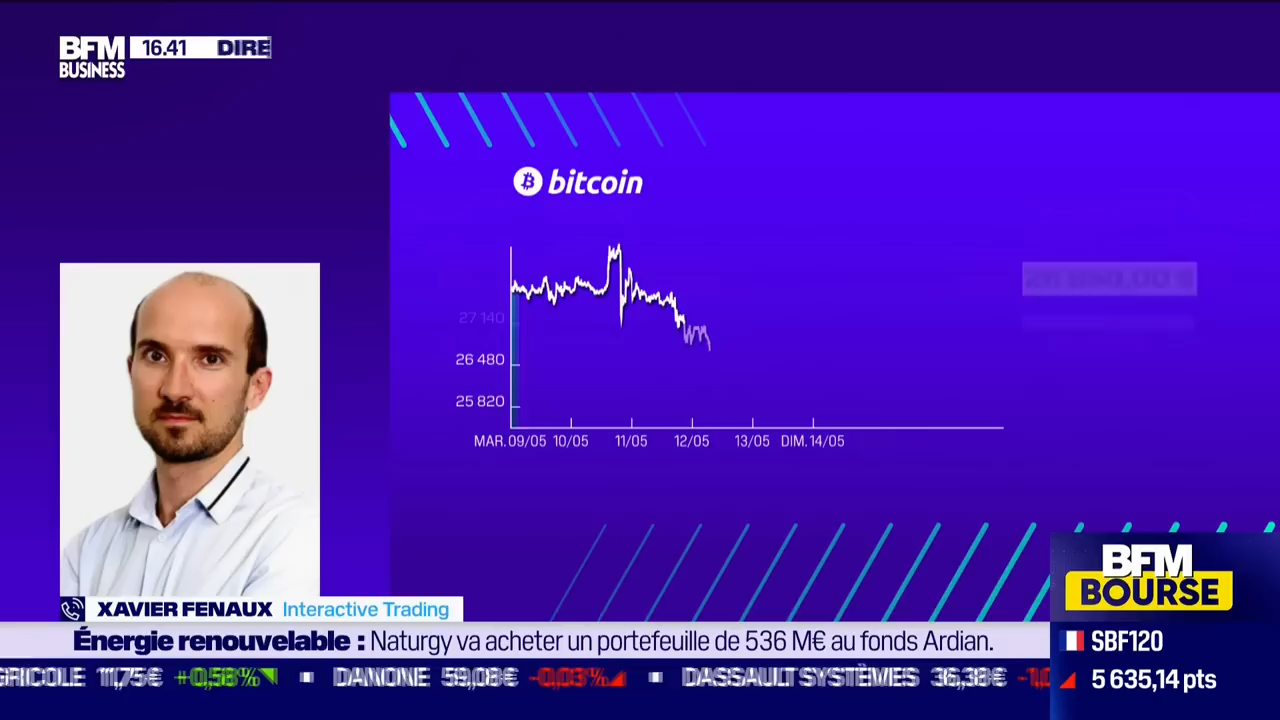 BFM 16.41 DIRE
BUSINESS
bitcoin
27 140
26 480
25 820
MAR.09/05 10/05 11/05 12/05 13/05 DIM.14/05
XAVIER FENAUX Interactive Trading
Énergie renouvelable : Naturgy va acheter un portefeuille de 536 M€ au fonds Ardian.
GRICOLE 11,75€ +0,58% DANONE 59,08€ -0,03% DASSAULT SYSTÈMES 36,38€ -1,0
BFM
BOURSE
SBF120
5 635,14 pts